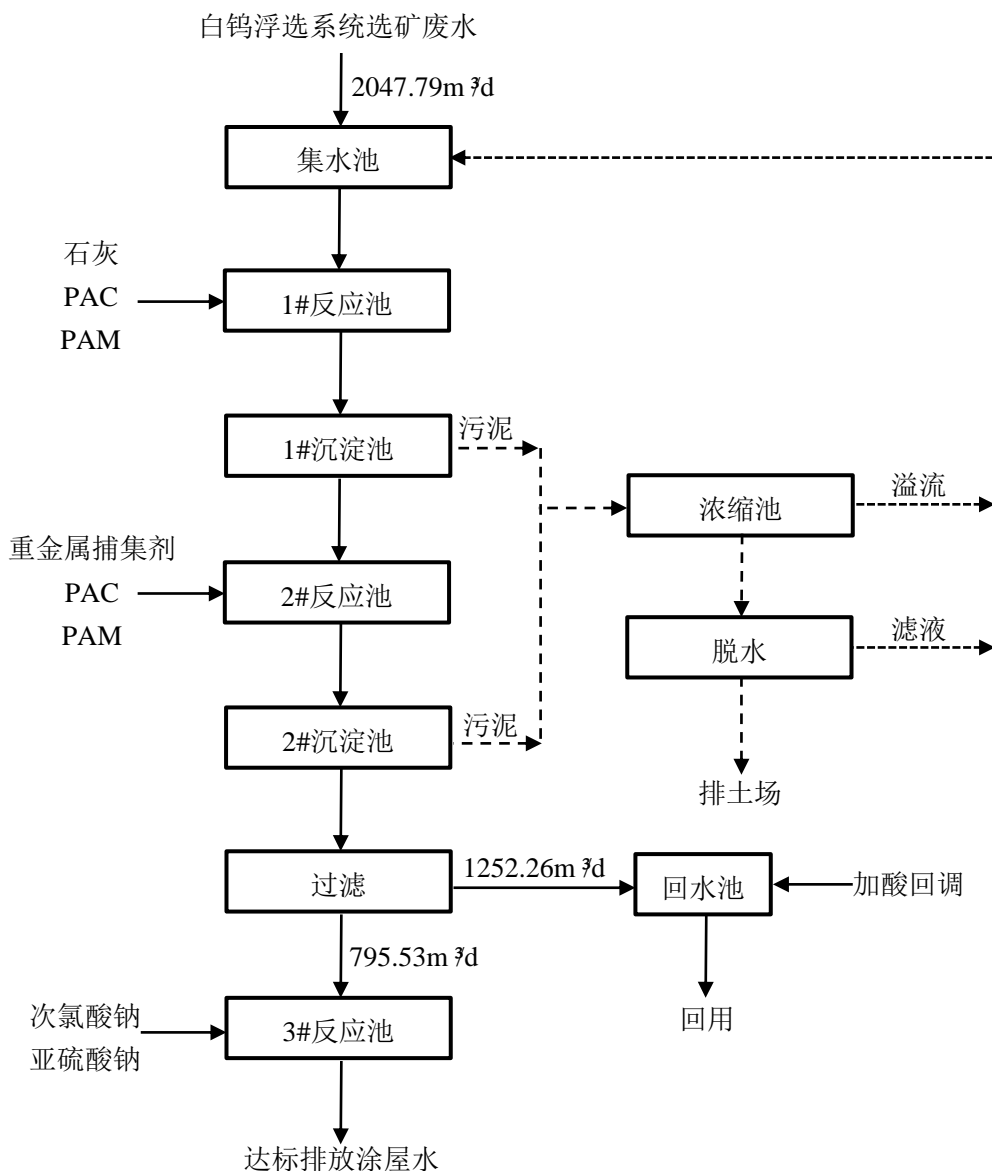 白钨浮选系统选矿废水
2047.79m³/d
集水池
石灰
PAC
PAM
1#反应池
1#沉淀池
污泥
浓缩池
溢流
重金属捕集剂
PAC
PAM
2#反应池
脱水
滤液
2#沉淀池
污泥
排土场
过滤
1252.26m³/d
回水池
加酸回调
795.53m³/d
次氯酸钠
亚硫酸钠
3#反应池
回用
达标排放涂屋水